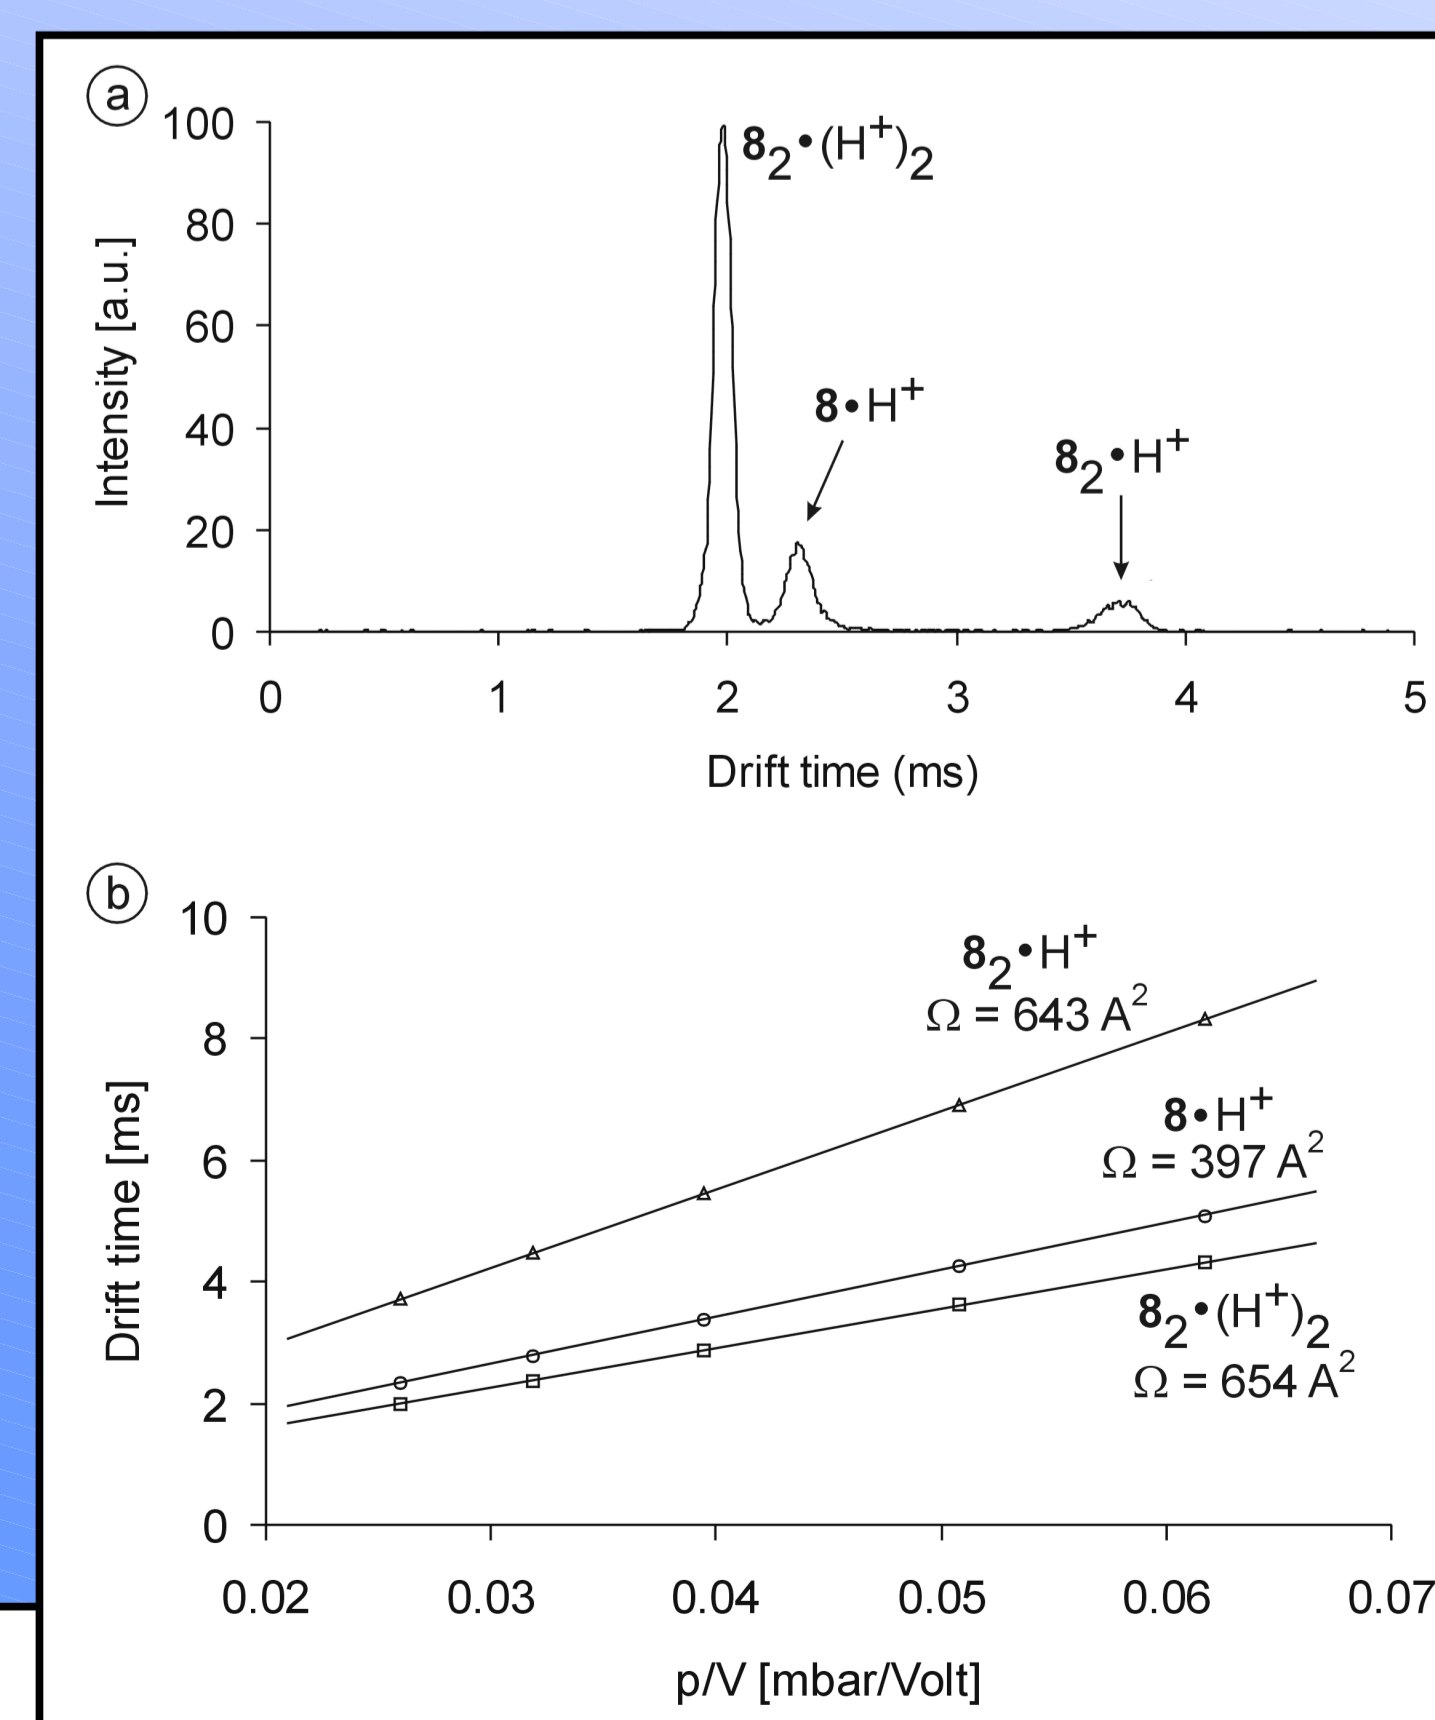 a
100
80
60
40
20
0
Intensity [a.u.]
8₂•(H⁺)₂
8•H⁺
8₂•H⁺
0 1 2 3 4 5
Drift time (ms)
b
10
8
6
4
2
0
Drift time [ms]
8₂•H⁺
Ω = 643 A²
8•H⁺
Ω = 397 A²
8₂•(H⁺)₂
Ω = 654 A²
0.02 0.03 0.04 0.05 0.06 0.07
p/V [mbar/Volt]